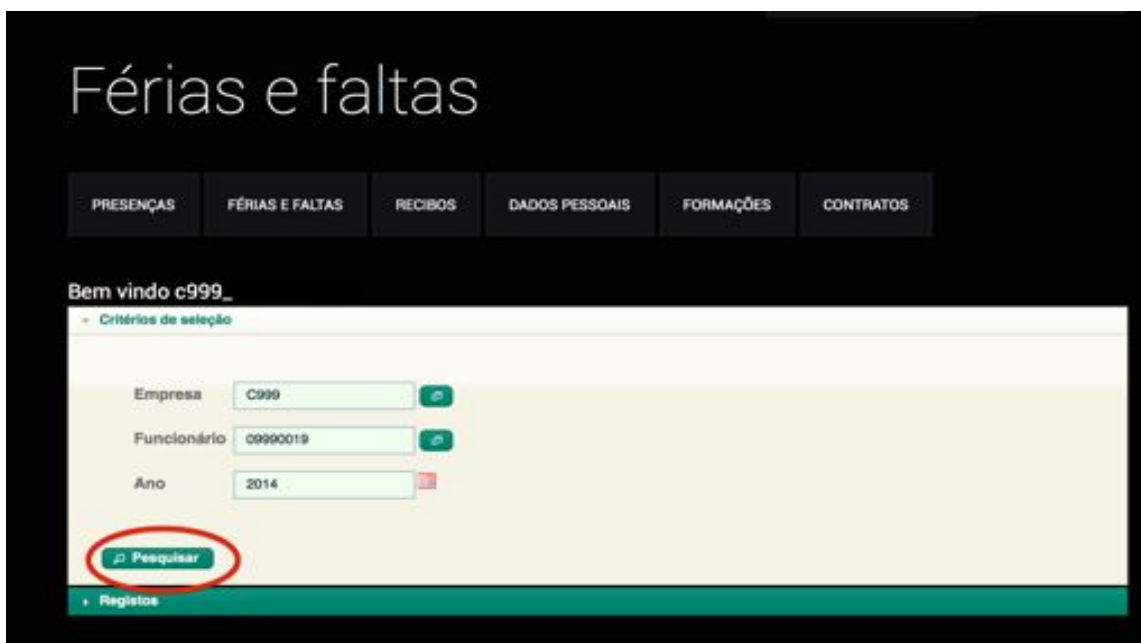 Férias e faltas
PRESENÇAS FÉRIAS E FALTAS RECIBOS DADOS PESSOAIS FORMAÇÕES CONTRATOS
Bem vindo c999_
- Critérios de seleção
Empresa C999
Funcionário 09990019
Ano 2014
Pesquisar
Registos